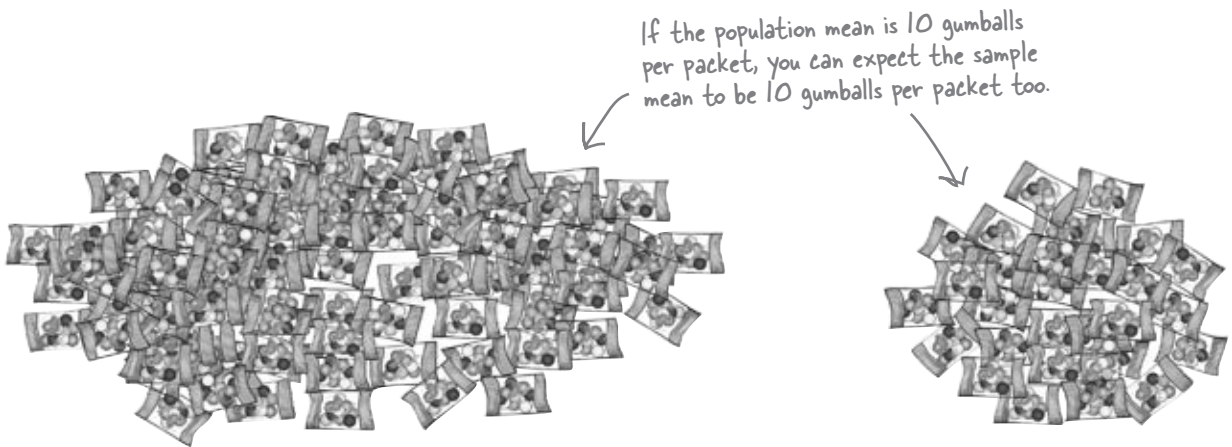 If the population mean is 10 gumballs
per packet, you can expect the sample
mean to be 10 gumballs per packet too.